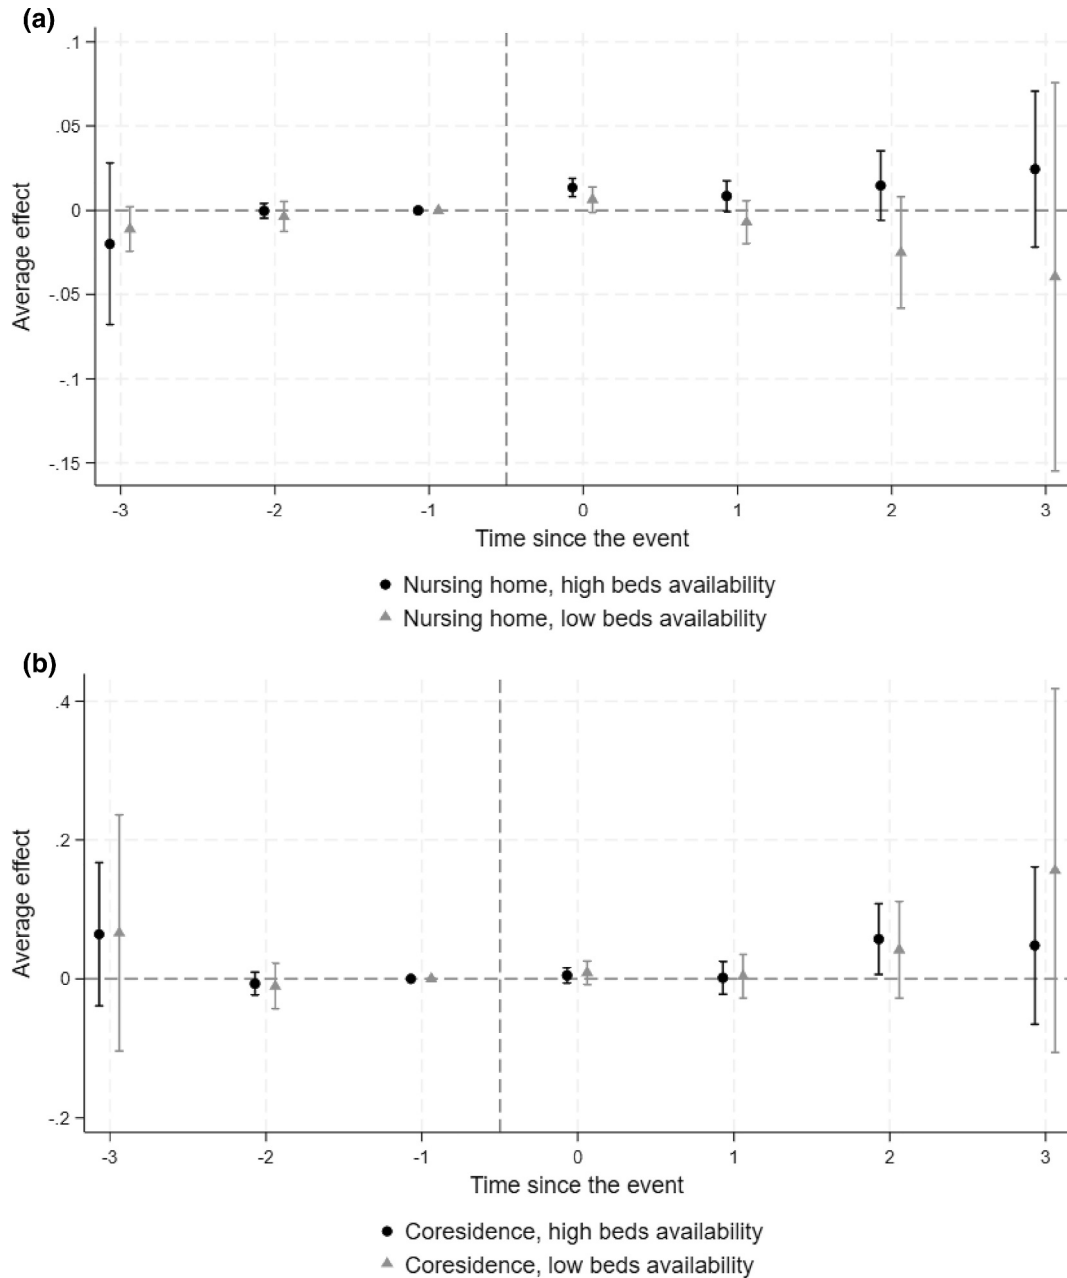 (a)
.1
.05
0
-.05
-.1
-.15
Average effect
-3 -2 -1 0 1 2 3
Time since the event
Nursing home, high beds availability
Nursing home, low beds availability
(b)
.4
.2
0
-.2
Average effect
-3 -2 -1 0 1 2 3
Time since the event
Coresidence, high beds availability
Coresidence, low beds availability